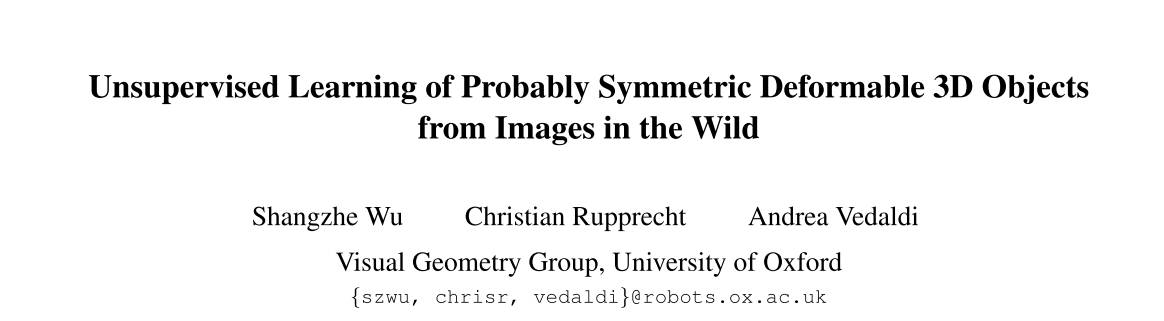 Unsupervised Learning of Probably Symmetric Deformable 3D Objects
from Images in the Wild
Shangzhe Wu Christian Rupprecht Andrea Vedaldi
Visual Geometry Group, University of Oxford
{szwu, chrisr, vedaldi}@robots.ox.ac.uk